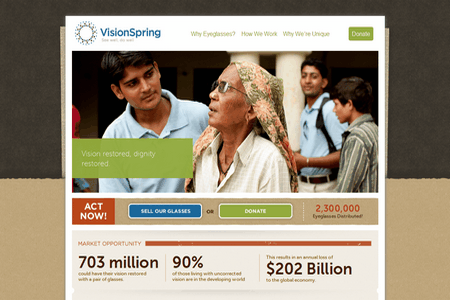 VisionSpring
See well. Do well.
Why Eyeglasses? How We Work Why We're Unique Donate
Vision restored, dignity
restored.
ACT
NOW!
SELL OUR GLASSES OR DONATE
2,300,000
Eyeglasses Distributed!
MARKET OPPORTUNITY
703 million
could have their vision restored
with a pair of glasses.
90%
of those living with uncorrected
vision are in the developing world
This results in an annual loss of
$202 Billion
to the global economy.